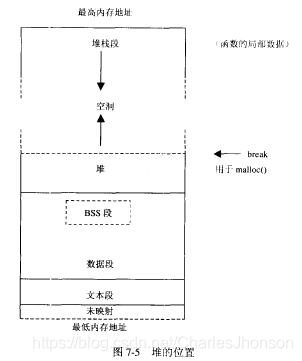 最高内存地址
堆栈段
（函数的局部数据）
空洞
break
堆
用于 malloc()
BSS 段
数据段
文本段
未映射
最低内存地址
https://blog.csdn.net/CharlesJhonson
图 7-5 堆的位置